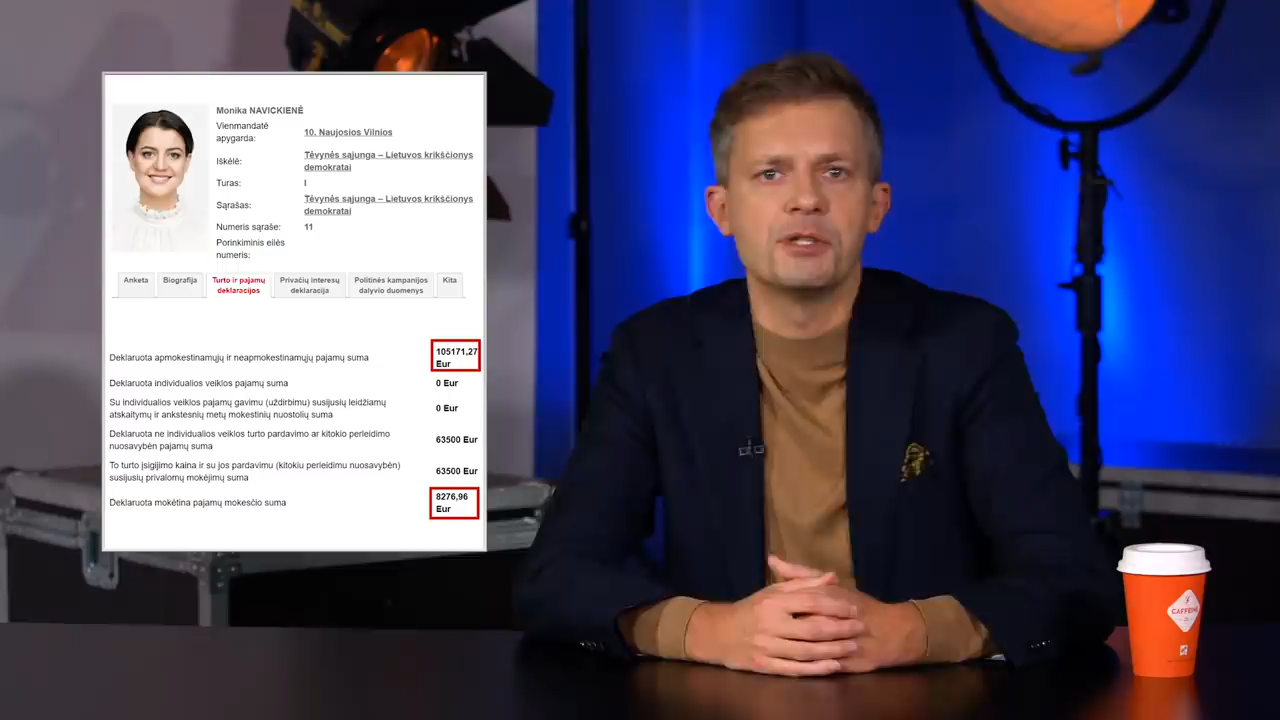 Monika NAVICKIENĖ
Vienmandatė
apygarda:
10. Naujosios Vilnios
Iškėlė:
Tėvynės sąjunga – Lietuvos krikščionys
demokratai
Turas:
I
Sąrašas:
Tėvynės sąjunga – Lietuvos krikščionys
demokratai
Numeris sąraše:
11
Porinkiminis eilės
numeris:
Anketa
Biografija
Turto ir pajamų
deklaracijos
Privačių interesų
deklaracija
Politinės kampanijos
dalyvio duomenys
Kita
Deklaruota apmokestinamųjų ir neapmokestinamųjų pajamų suma
105171,27
Eur
Deklaruota individualios veiklos pajamų suma
0 Eur
Su individualios veiklos pajamų gavimu (uždirbimu) susijusių leidžiamų
atskaitymų ir ankstesnių metų mokestinių nuostolių suma
0 Eur
Deklaruota ne individualios veiklos turto pardavimo ar kitokio perleidimo
nuosavybėn pajamų suma
63500 Eur
To turto įsigijimo kaina ir su jos pardavimu (kitokiu perleidimu nuosavybėn)
susijusių privalomų mokėjimų suma
63500 Eur
Deklaruota mokėtina pajamų mokesčio suma
8276,96
Eur
CAFFEINE